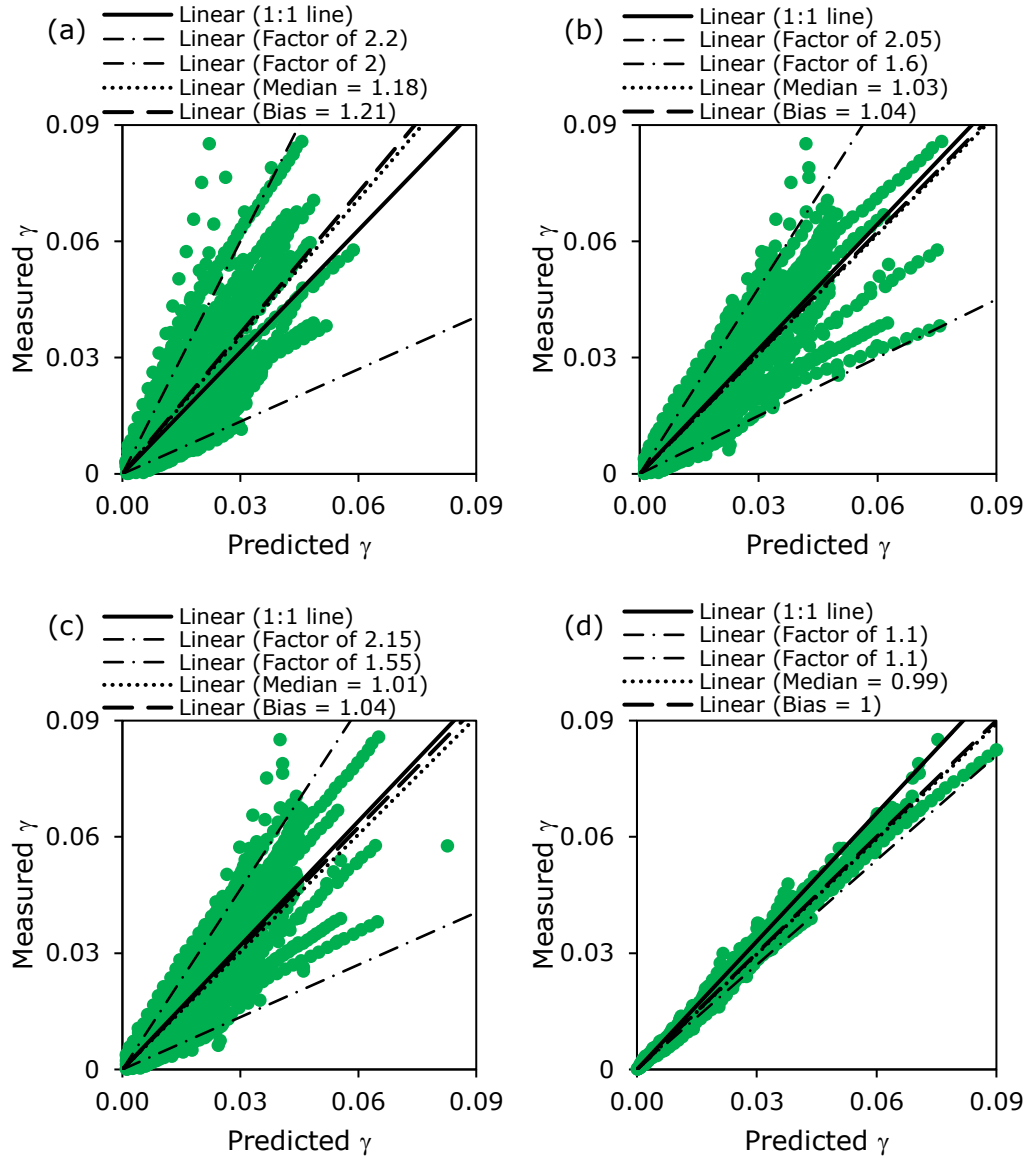 (a)
Linear (1:1 line)
Linear (Factor of 2.2)
Linear (Factor of 2)
Linear (Median = 1.18)
Linear (Bias = 1.21)
0.09
0.06
0.03
0
Measured γ
0.00 0.03 0.06 0.09
Predicted γ
(b)
Linear (1:1 line)
Linear (Factor of 2.05)
Linear (Factor of 1.6)
Linear (Median = 1.03)
Linear (Bias = 1.04)
0.09
0.06
0.03
0
Measured γ
0.00 0.03 0.06 0.09
Predicted γ
(c)
Linear (1:1 line)
Linear (Factor of 2.15)
Linear (Factor of 1.55)
Linear (Median = 1.01)
Linear (Bias = 1.04)
0.09
0.06
0.03
0
Measured γ
0.00 0.03 0.06 0.09
Predicted γ
(d)
Linear (1:1 line)
Linear (Factor of 1.1)
Linear (Factor of 1.1)
Linear (Median = 0.99)
Linear (Bias = 1)
0.09
0.06
0.03
0
Measured γ
0.00 0.03 0.06 0.09
Predicted γ